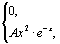 0,
Ax² · e⁻ˣ,